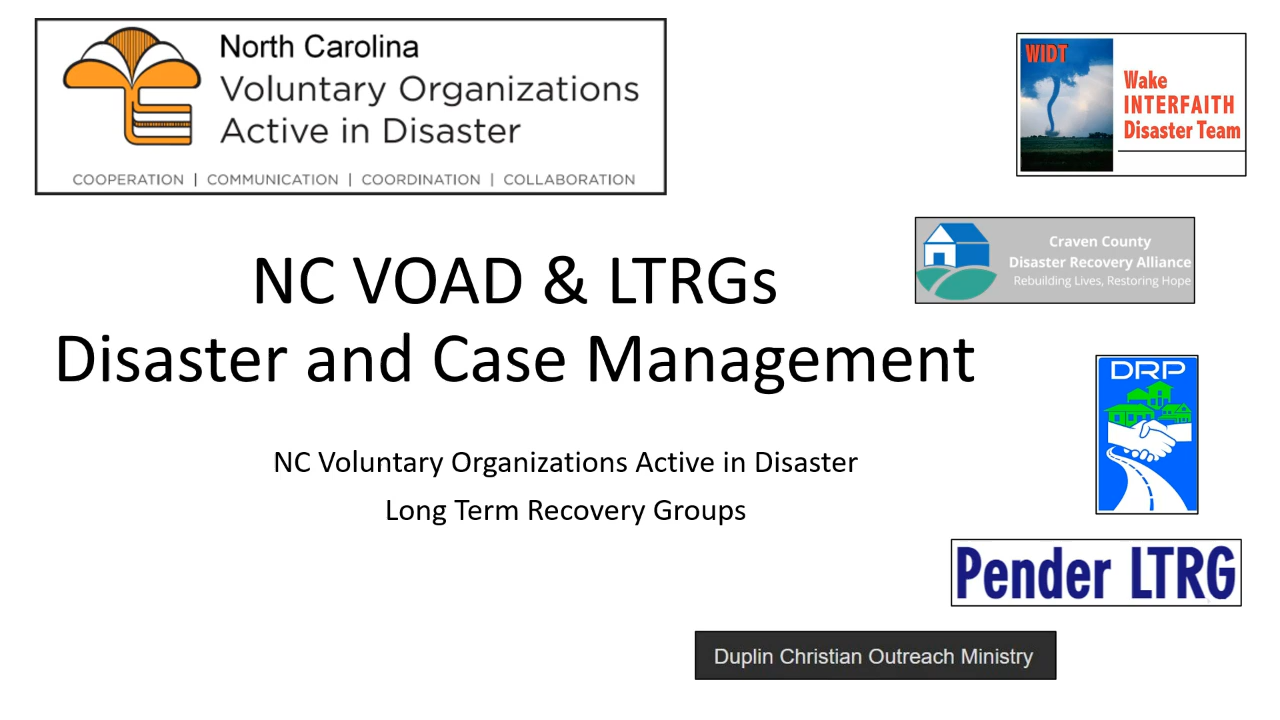 North Carolina
Voluntary Organizations
Active in Disaster
COOPERATION | COMMUNICATION | COORDINATION | COLLABORATION
WIDT
Wake
INTERFAITH
Disaster Team
Craven County
Disaster Recovery Alliance
Rebuilding Lives, Restoring Hope
NC VOAD & LTRGs
Disaster and Case Management
DRP
NC Voluntary Organizations Active in Disaster
Long Term Recovery Groups
Pender LTRG
Duplin Christian Outreach Ministry